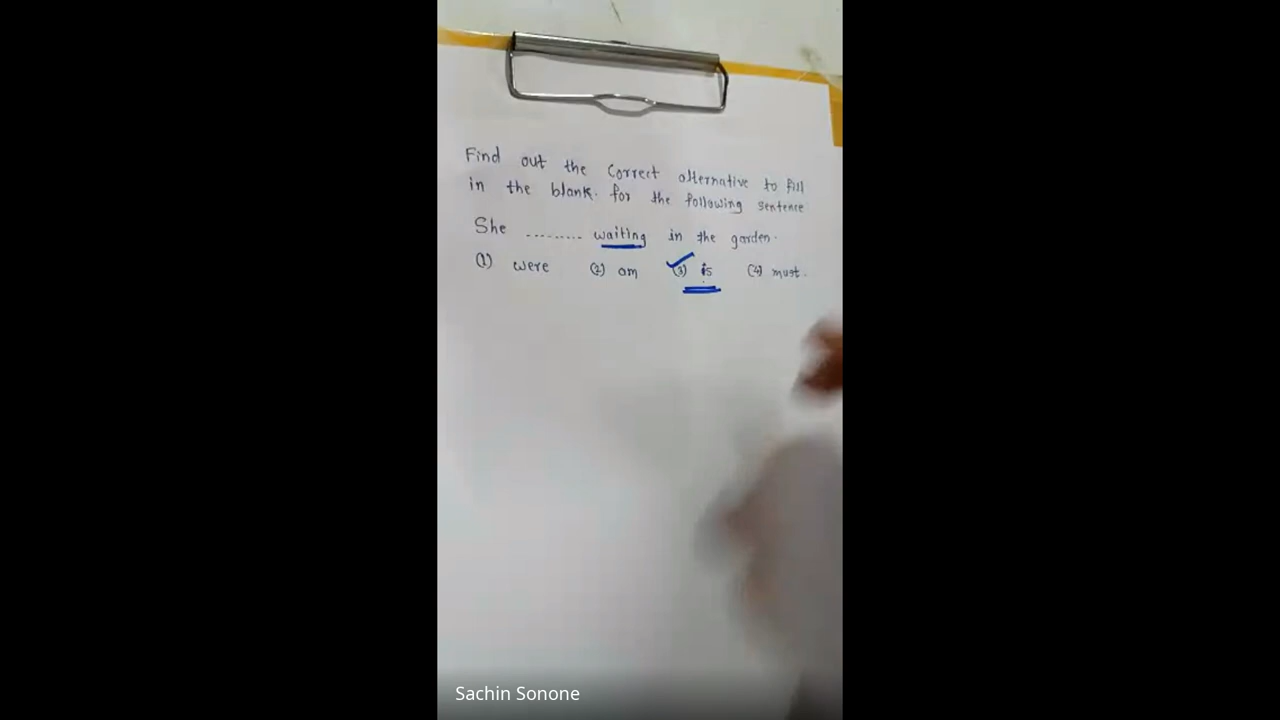 Find out the correct alternative to fill
in the blank. for the following sentence
She ......... waiting in the garden.
(1) were (2) am (3) is (4) must.
Sachin Sonone